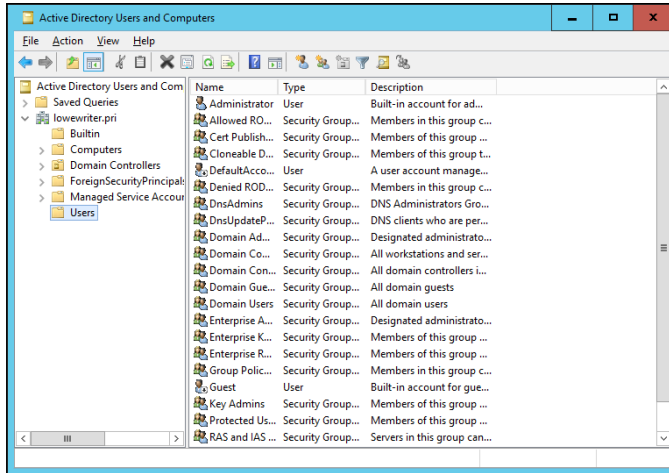 Active Directory Users and Computers
File Action View Help
Active Directory Users and Com
Saved Queries
lowewriter.pri
Builtin
Computers
Domain Controllers
ForeignSecurityPrincipals
Managed Service Accour
Users
Name Type Description
Administrator User Built-in account for ad...
Allowed RO... Security Group... Members in this group c...
Cert Publish... Security Group... Members of this group ...
Cloneable D... Security Group... Members of this group t...
DefaultAcco... User A user account manage...
Denied ROD... Security Group... Members in this group c...
DnsAdmins Security Group... DNS Administrators Gro...
DnsUpdateP... Security Group... DNS clients who are per...
Domain Ad... Security Group... Designated administrato...
Domain Co... Security Group... All workstations and ser...
Domain Con... Security Group... All domain controllers i...
Domain Gue... Security Group... All domain guests
Domain Users Security Group... All domain users
Enterprise A... Security Group... Designated administrato...
Enterprise K... Security Group... Members of this group ...
Enterprise R... Security Group... Members of this group ...
Group Polic... Security Group... Members in this group c...
Guest User Built-in account for gue...
Key Admins Security Group... Members of this group ...
Protected Us... Security Group... Members of this group ...
RAS and IAS ... Security Group... Servers in this group can...